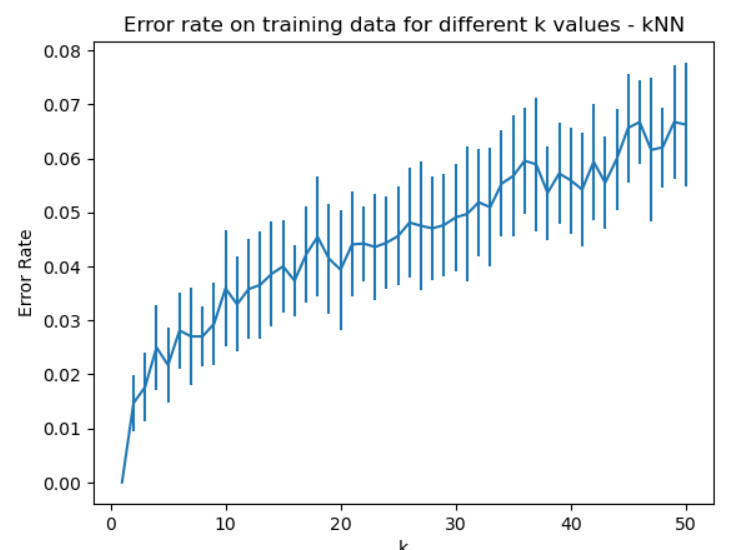 Error rate on training data for different k values - kNN
0.08
0.07
0.06
0.05
0.04
0.03
0.02
0.01
0.00
Error Rate
0 10 20 30 40 50
k